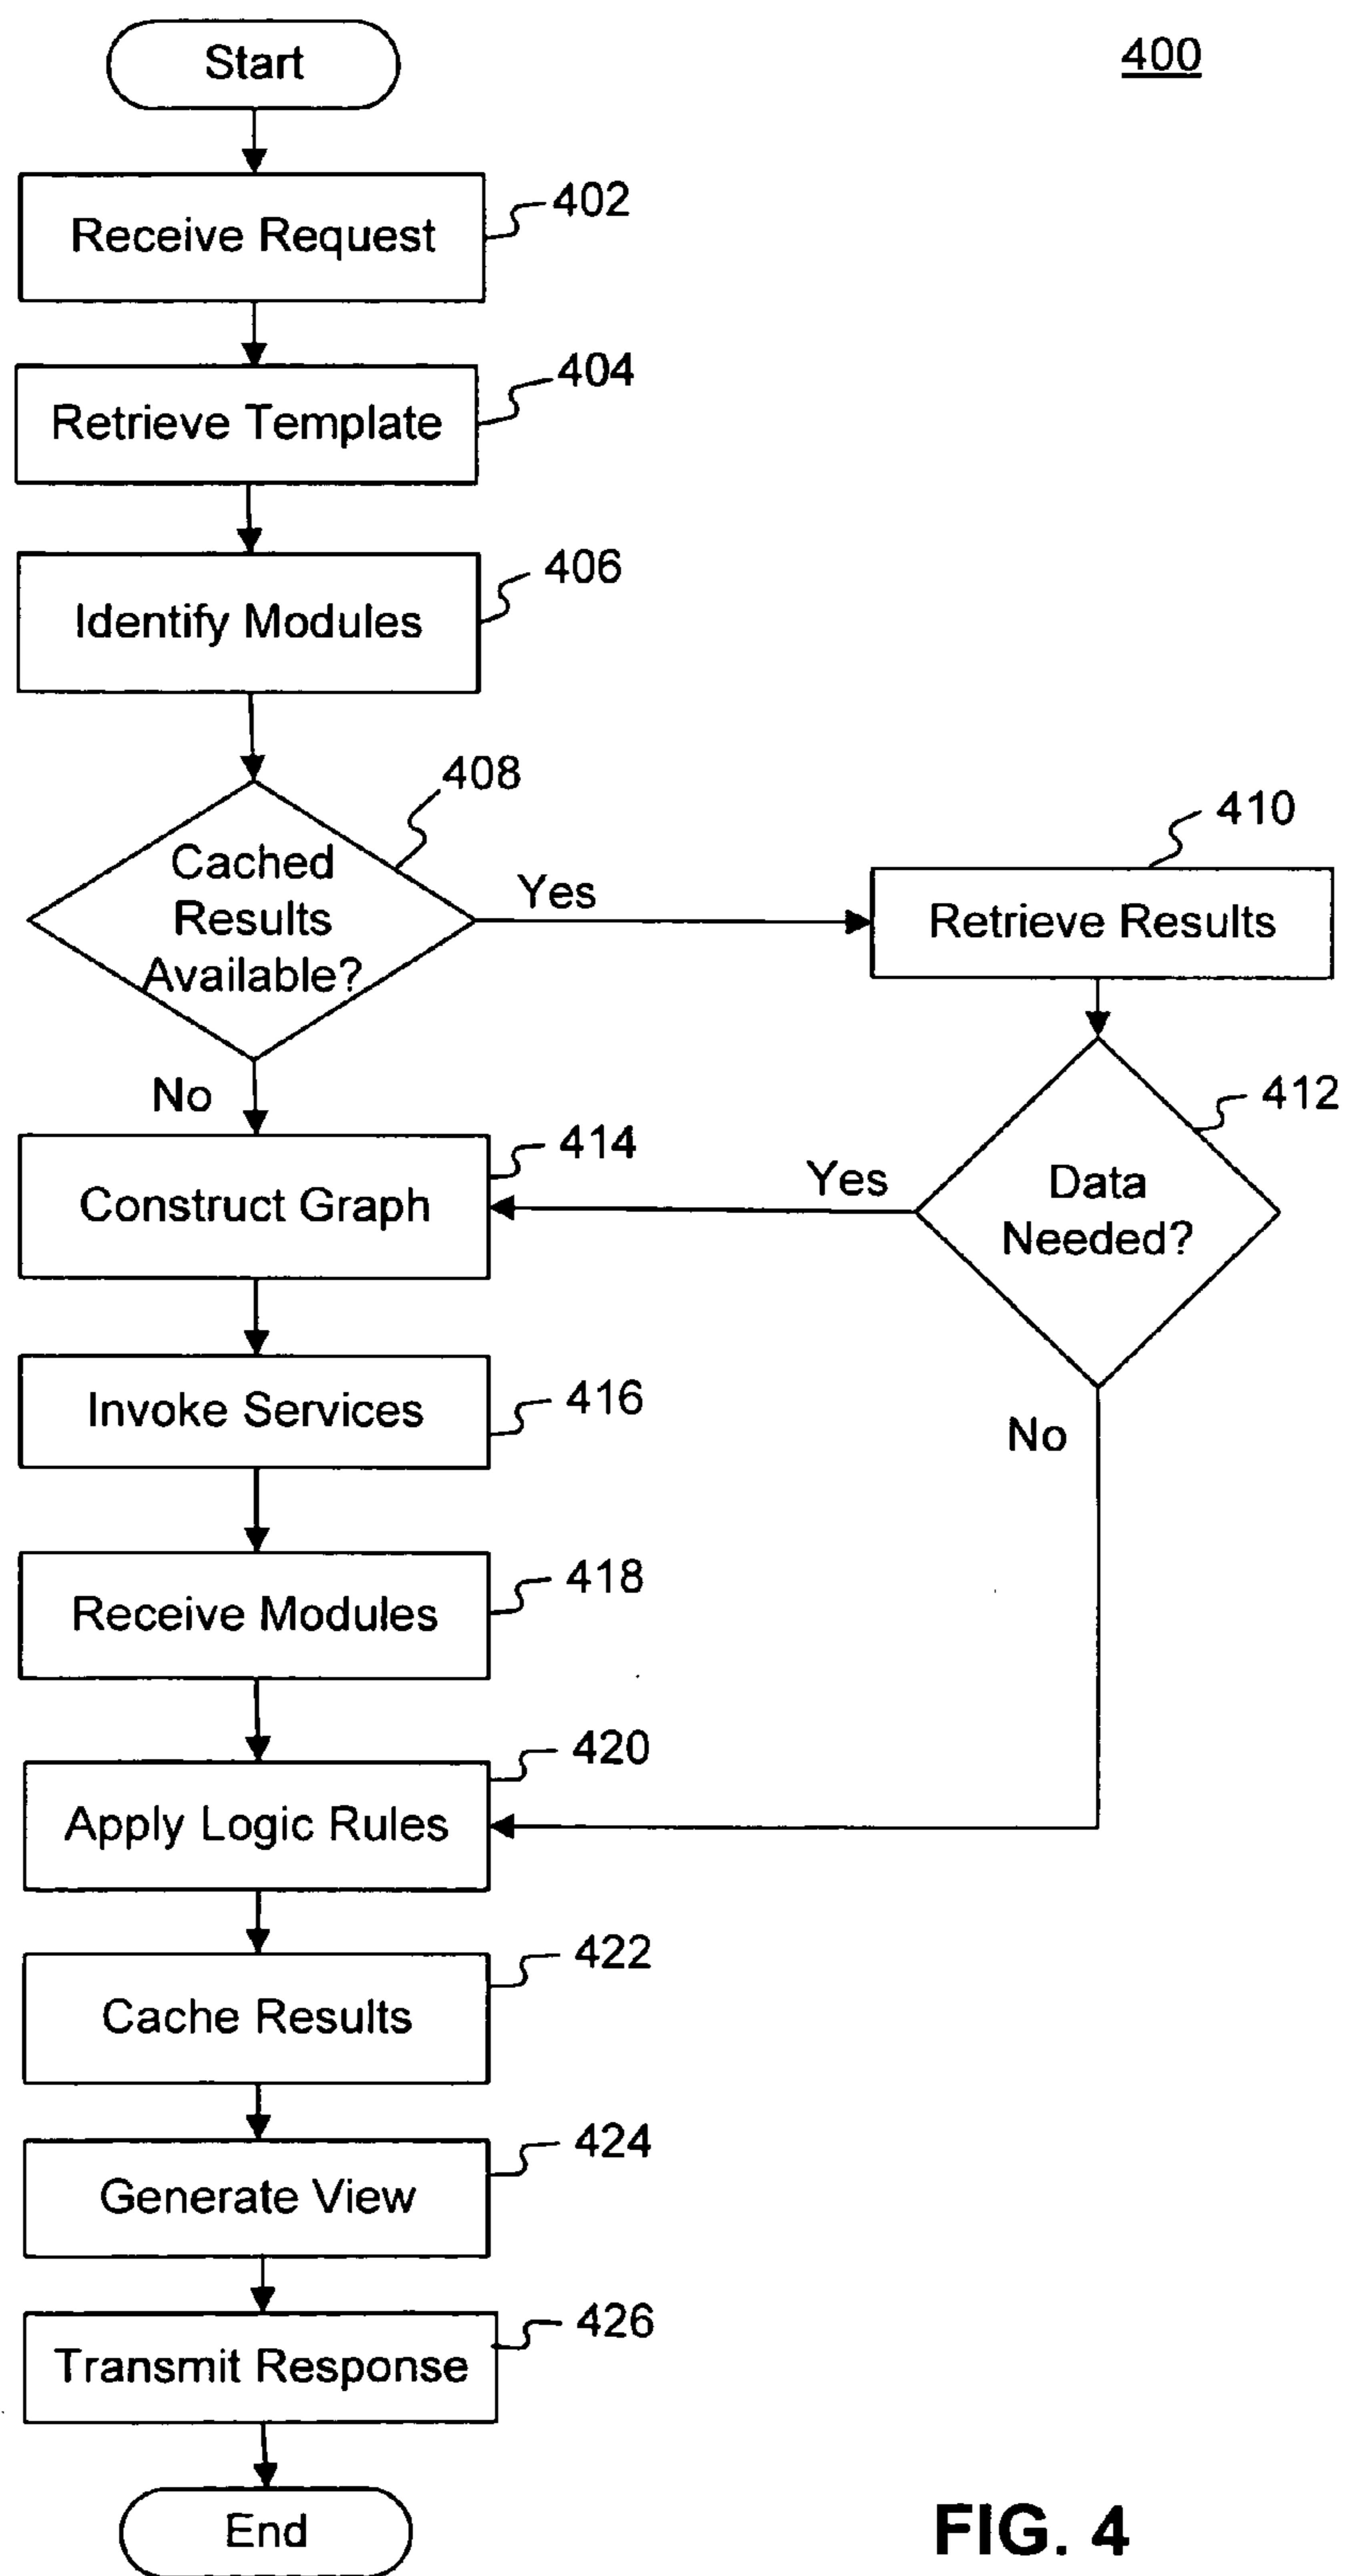 Start
400
Receive Request
402
Retrieve Template
404
Identify Modules
406
408
Cached
Results
Available?
Yes
410
Retrieve Results
No
412
Data
Needed?
Yes
414
Construct Graph
Invoke Services
416
No
Receive Modules
418
Apply Logic Rules
420
Cache Results
422
Generate View
424
Transmit Response
426
End
FIG. 4